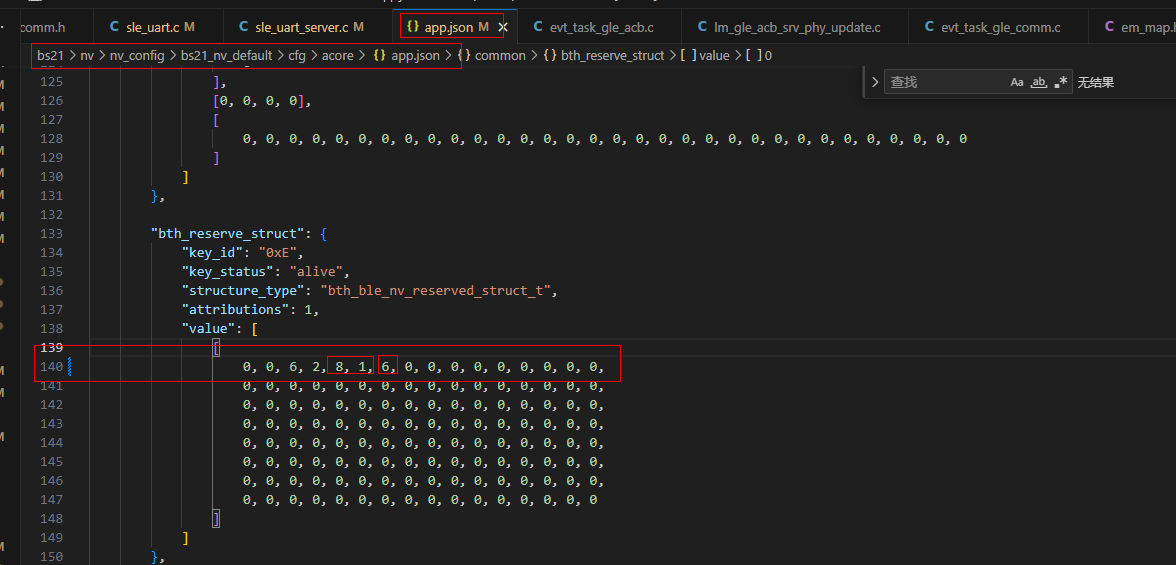 comm.h
C sle_uart.c M
C sle_uart_server.c M
{} app.json M ×
C evt_task_gle_acb.c
C lm_gle_acb_srv_phy_update.c
C evt_task_gle_comm.c
C em_map.h
bs21 > nv > nv_config > bs21_nv_default > cfg > acore > {} app.json > {} common > {} bth_reserve_struct > [ ] value > [ ] 0
> 查找 Aa ab .* 无结果
125 ],
126 [0, 0, 0, 0],
127 [
128 0, 0, 0, 0, 0, 0, 0, 0, 0, 0, 0, 0, 0, 0, 0, 0, 0, 0, 0, 0, 0, 0, 0, 0, 0, 0, 0, 0, 0, 0, 0, 0
129 ]
130 ]
131 },
132
133 "bth_reserve_struct": {
134 "key_id": "0xE",
135 "key_status": "alive",
136 "structure_type": "bth_ble_nv_reserved_struct_t",
137 "attributions": 1,
138 "value": [
139 [
140 0, 0, 6, 2, 8, 1, 6, 0, 0, 0, 0, 0, 0, 0, 0, 0,
141 0, 0, 0, 0, 0, 0, 0, 0, 0, 0, 0, 0, 0, 0, 0, 0,
142 0, 0, 0, 0, 0, 0, 0, 0, 0, 0, 0, 0, 0, 0, 0, 0,
143 0, 0, 0, 0, 0, 0, 0, 0, 0, 0, 0, 0, 0, 0, 0, 0,
144 0, 0, 0, 0, 0, 0, 0, 0, 0, 0, 0, 0, 0, 0, 0, 0,
145 0, 0, 0, 0, 0, 0, 0, 0, 0, 0, 0, 0, 0, 0, 0, 0,
146 0, 0, 0, 0, 0, 0, 0, 0, 0, 0, 0, 0, 0, 0, 0, 0,
147 0, 0, 0, 0, 0, 0, 0, 0, 0, 0, 0, 0, 0, 0, 0, 0
148 ]
149 ]
150 },